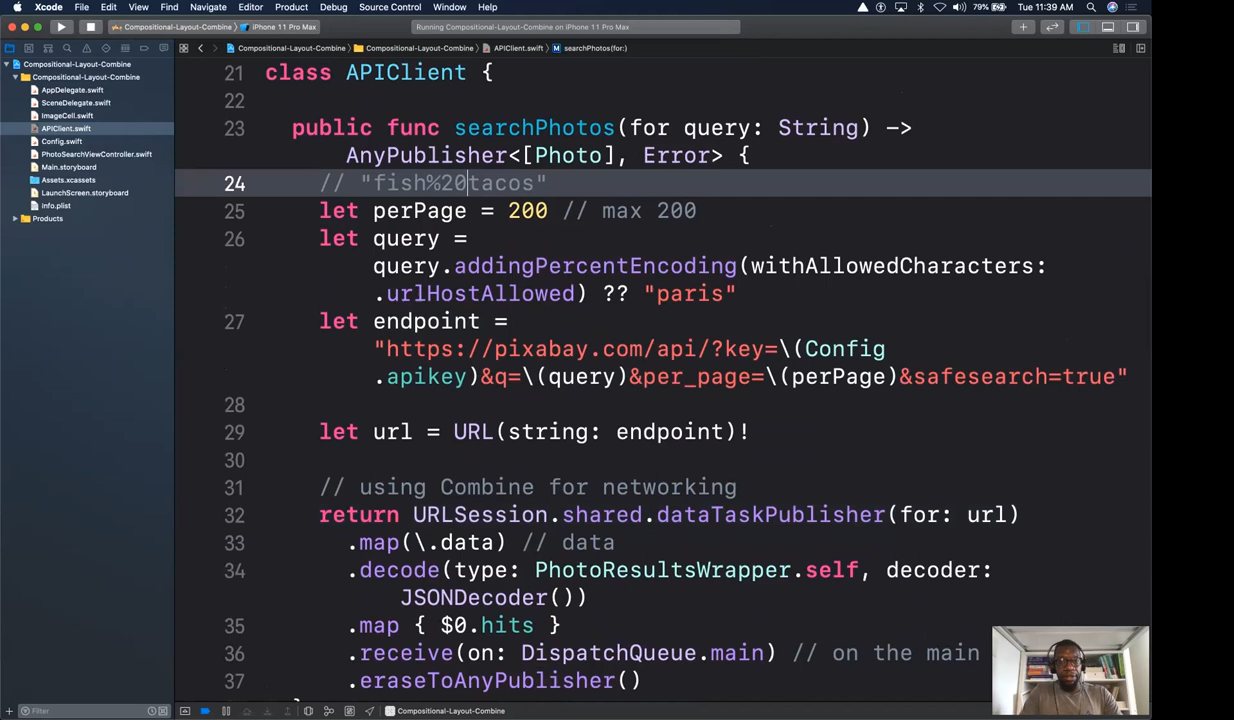 Xcode File Edit View Find Navigate Editor Product Debug Source Control Window Help 79% Tue 11:39 AM
Compositional-Layout-Combine iPhone 11 Pro Max Running Compositional-Layout-Combine on iPhone 11 Pro Max
Compositional-Layout-Combine Compositional-Layout-Combine APIClient.swift M searchPhotos(for:)
Compositional-Layout-Combine
Compositional-Layout-Combine
AppDelegate.swift
SceneDelegate.swift
ImageCell.swift
APIClient.swift
Config.swift
PhotoSearchViewController.swift
Main.storyboard
Assets.xcassets
LaunchScreen.storyboard
Info.plist
Products
21 class APIClient {
22
23 public func searchPhotos(for query: String) ->
AnyPublisher<[Photo], Error> {
24 // "fish%20tacos"
25 let perPage = 200 // max 200
26 let query =
query.addingPercentEncoding(withAllowedCharacters:
.urlHostAllowed) ?? "paris"
27 let endpoint =
"https://pixabay.com/api/?key=\(Config
.apikey)&q=\(query)&per_page=\(perPage)&safesearch=true"
28
29 let url = URL(string: endpoint)!
30
31 // using Combine for networking
32 return URLSession.shared.dataTaskPublisher(for: url)
33 .map(\.data) // data
34 .decode(type: PhotoResultsWrapper.self, decoder:
JSONDecoder())
35 .map { $0.hits }
36 .receive(on: DispatchQueue.main) // on the main
37 .eraseToAnyPublisher()
Filter
Compositional-Layout-Combine